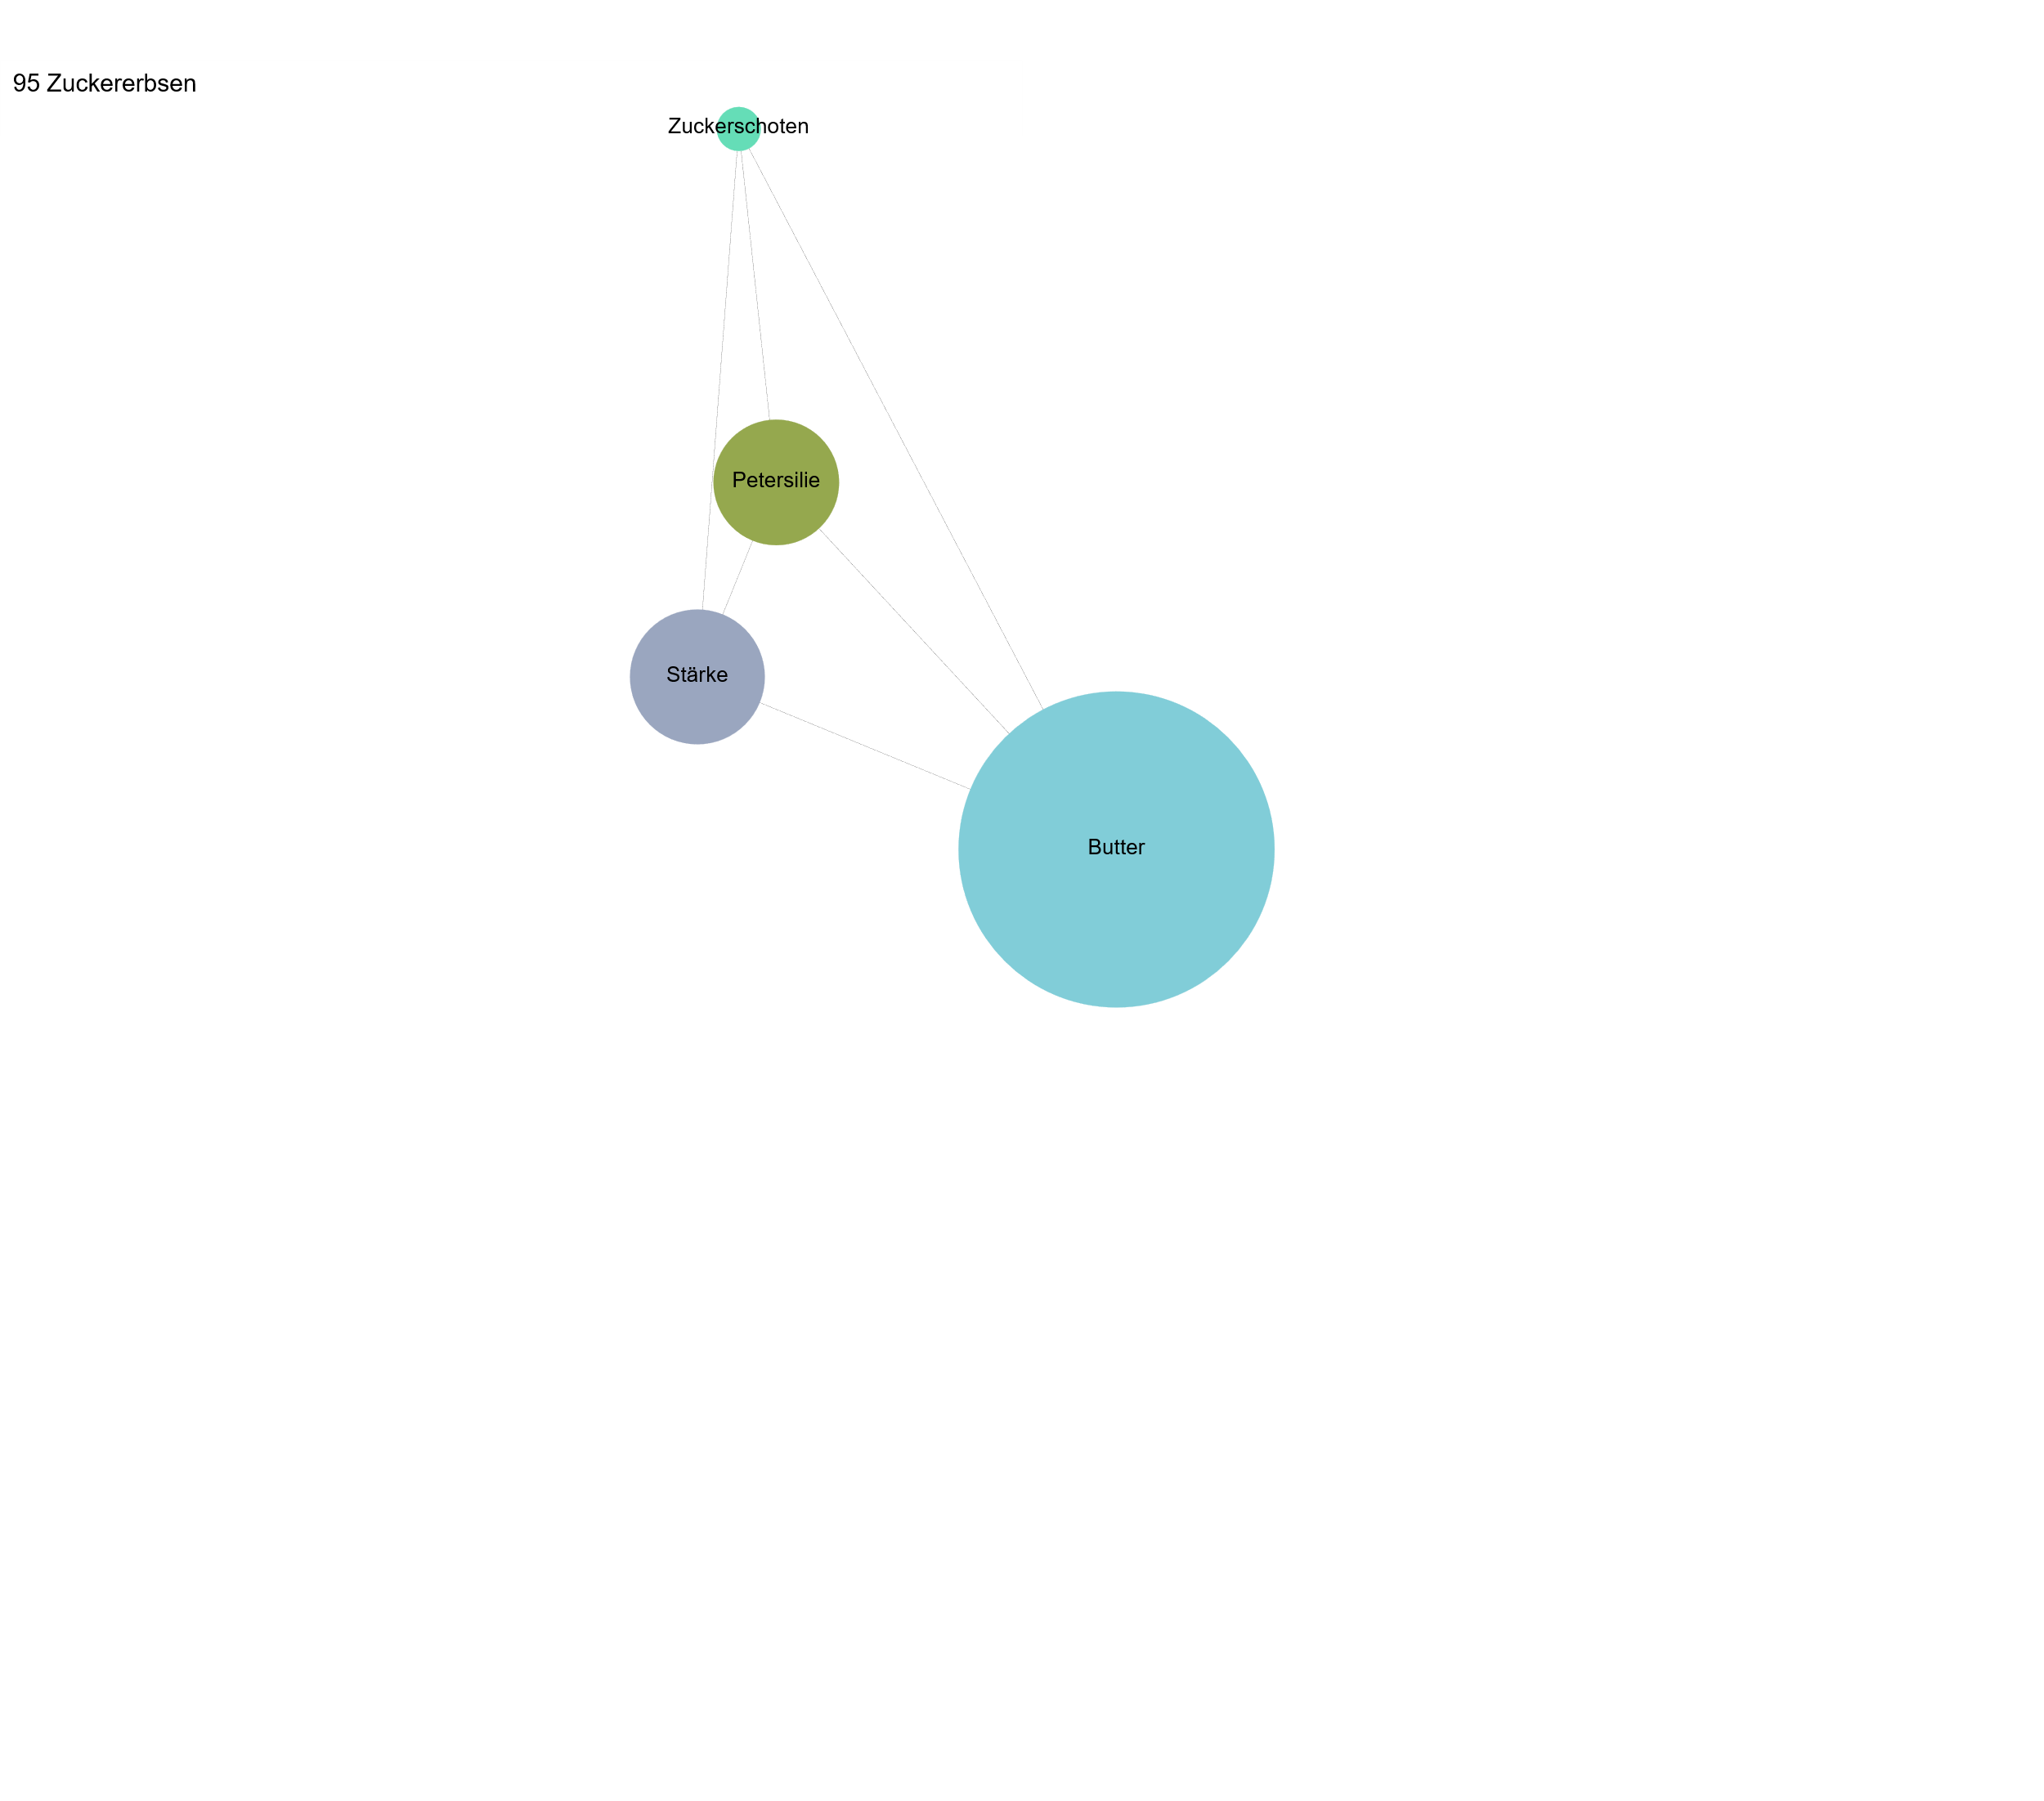 95 Zuckererbsen
Zuckerschoten
Petersilie
Stärke
Butter